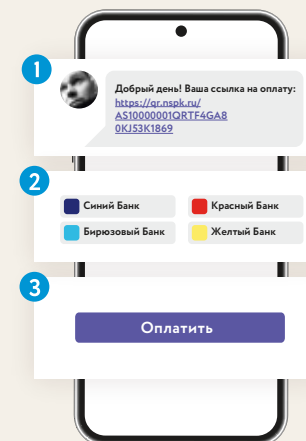 1
Добрый день! Ваша ссылка на оплату:
https://qr.nspk.ru/
AS10000001QRTF4GA8
0KJ53K1869
2
Синий Банк
Красный Банк
Бирюзовый Банк
Желтый Банк
3
Оплатить